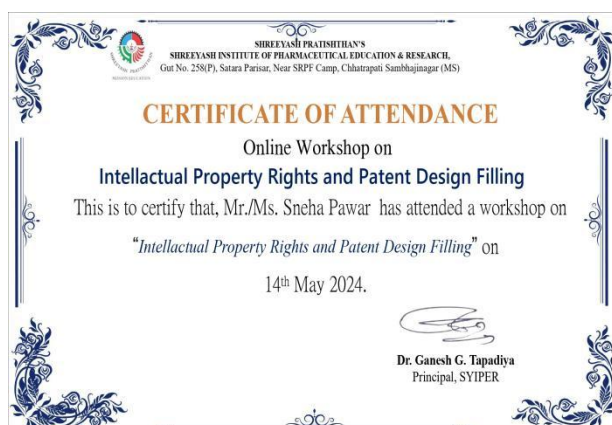 SHREEYASH PRATISHTHAN'S
SHREEYASH INSTITUTE OF PHARMACEUTICAL EDUCATION & RESEARCH,
Gut No. 258(P), Satara Parisar, Near SRPF Camp, Chhatrapati Sambhajinagar (MS)
CERTIFICATE OF ATTENDANCE
Online Workshop on
Intellactual Property Rights and Patent Design Filling
This is to certify that, Mr./Ms. Sneha Pawar has attended a workshop on
"Intellactual Property Rights and Patent Design Filling" on
14th May 2024.
Dr. Ganesh G. Tapadiya
Principal, SYIPER